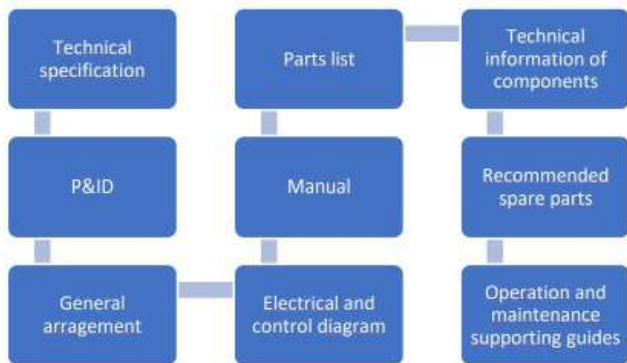 Technical
specification
P&ID
General
arragement
Electrical and
control diagram
Manual
Parts list
Technical
information of
components
Recommended
spare parts
Operation and
maintenance
supporting guides